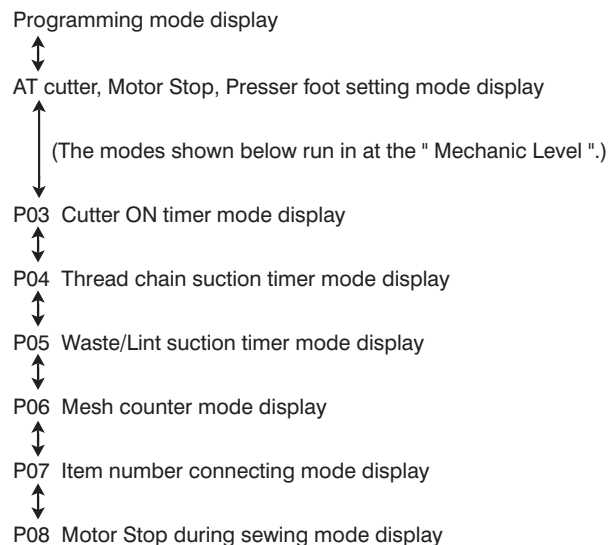 Programming mode display
AT cutter, Motor Stop, Presser foot setting mode display
(The modes shown below run in at the " Mechanic Level ".)
P03 Cutter ON timer mode display
P04 Thread chain suction timer mode display
P05 Waste/Lint suction timer mode display
P06 Mesh counter mode display
P07 Item number connecting mode display
P08 Motor Stop during sewing mode display